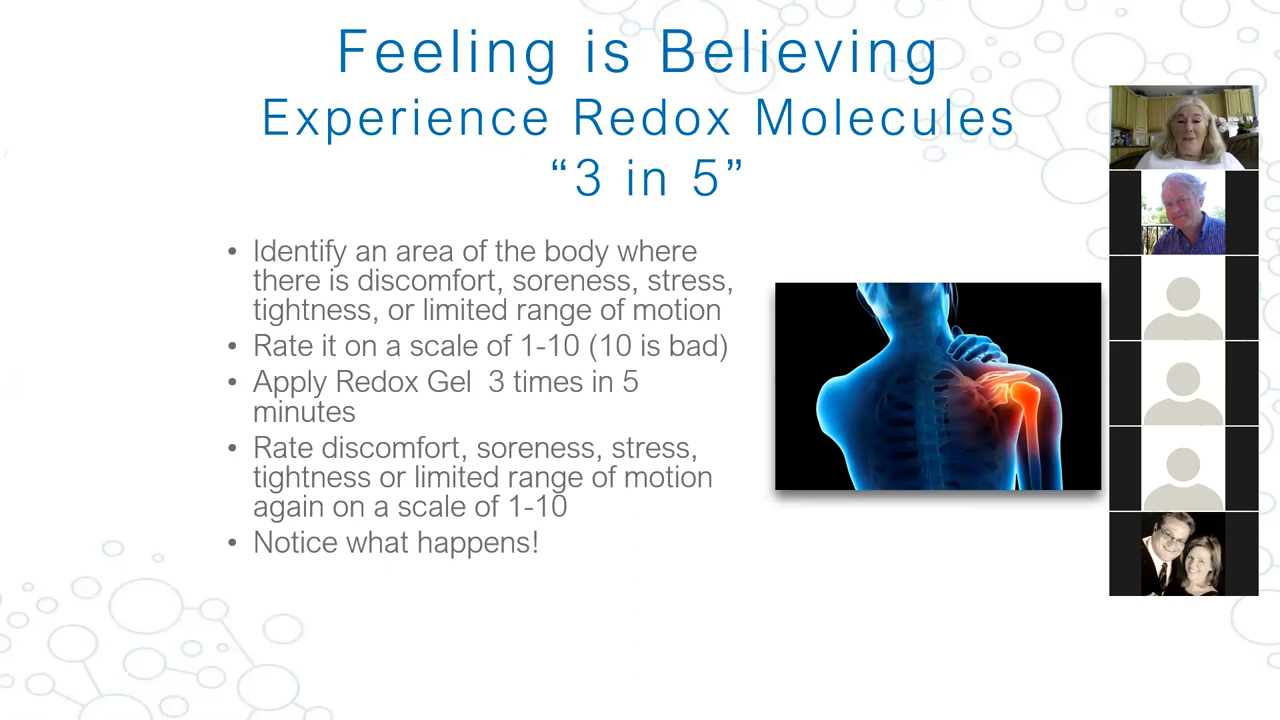 Feeling is Believing
Experience Redox Molecules
“3 in 5”
• Identify an area of the body where
there is discomfort, soreness, stress,
tightness, or limited range of motion
• Rate it on a scale of 1-10 (10 is bad)
• Apply Redox Gel  3 times in 5
minutes
• Rate discomfort, soreness, stress,
tightness or limited range of motion
again on a scale of 1-10
• Notice what happens!